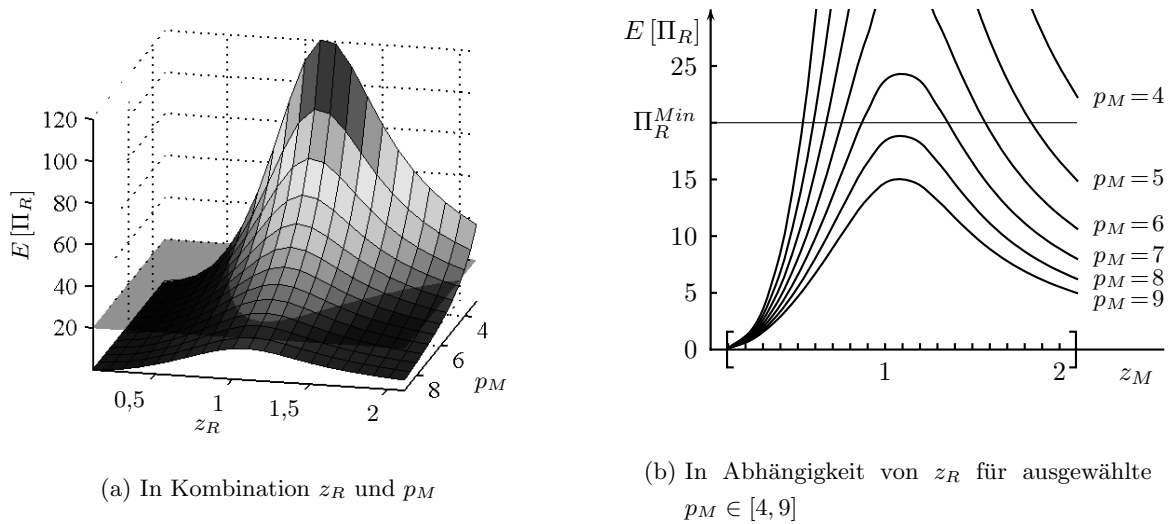 E [Π_R]
120
100
80
60
40
20
0,5
1
1,5
2
z_R
8
6
4
p_M
(a) In Kombination z_R und p_M
E [Π_R]
25
Π_R^{Min}
15
10
5
0
1
2
z_M
p_M=4
p_M=5
p_M=6
p_M=7
p_M=8
p_M=9
(b) In Abhängigkeit von z_R für ausgewählte
p_M ∈ [4, 9]